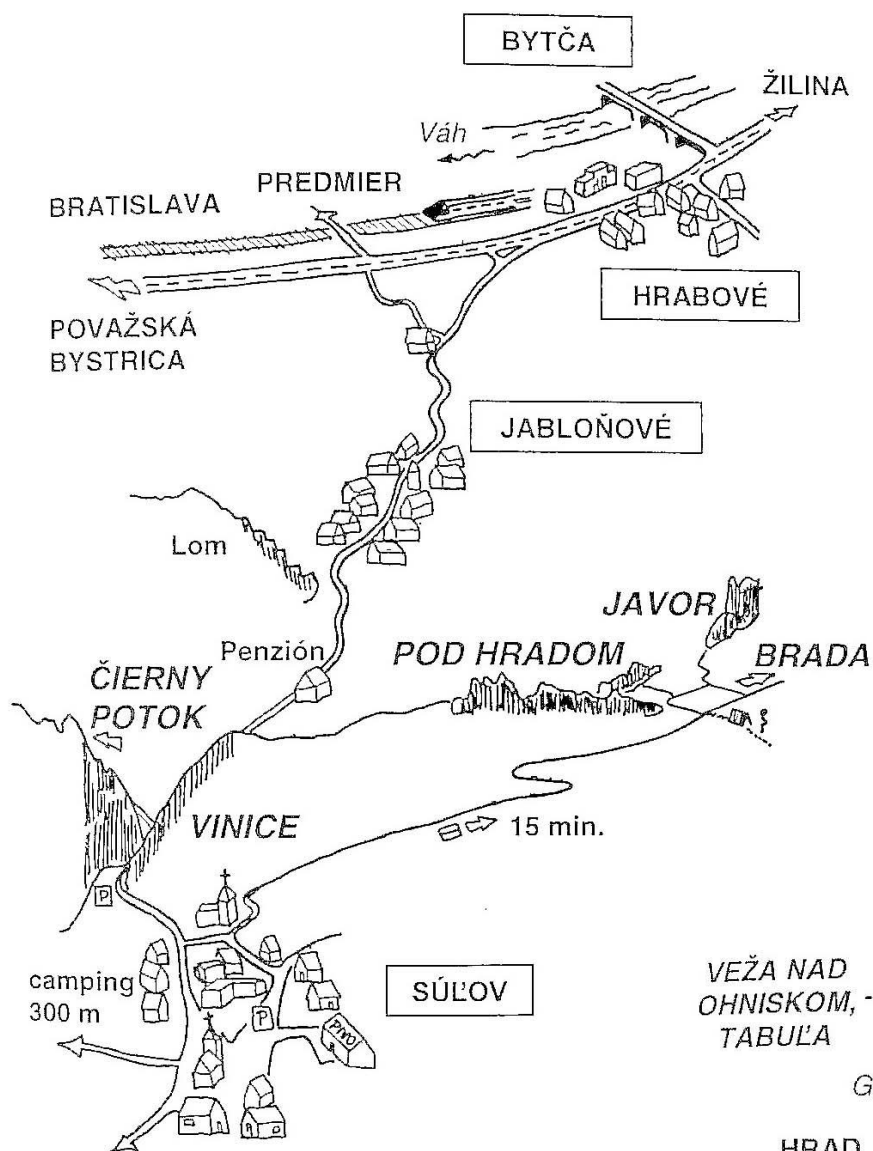 BYTČA
ŽILINA
Váh
PREDMIER
BRATISLAVA
HRABOVÉ
POVAŽSKÁ
BYSTRICA
JABLOŇOVÉ
Lom
JAVOR
Penzión
POD HRADOM
BRADA
ČIERNY
POTOK
VINICE
15 min.
P
camping
300 m
SÚĽOV
P
PIVO
VEŽA NAD
OHNISKOM, -
TABUĽA
G
HRAD